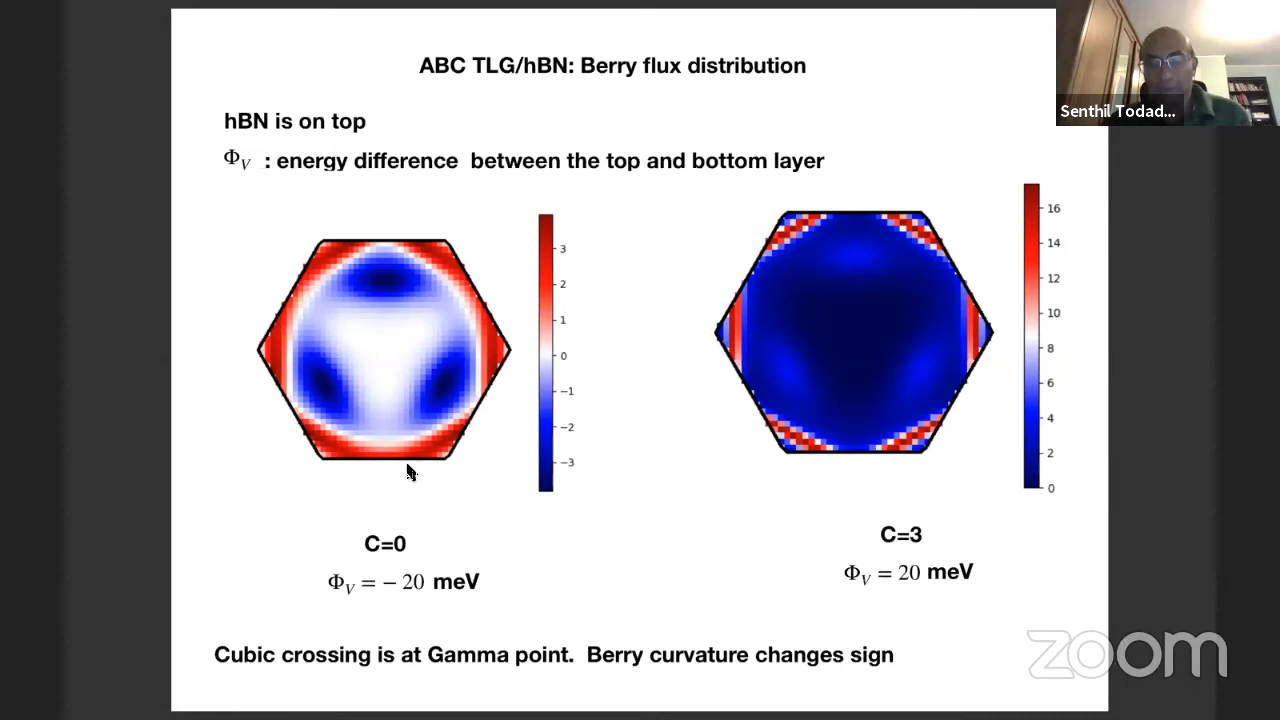 ABC TLG/hBN: Berry flux distribution
Senthil Todad...
hBN is on top
Φ_V : energy difference between the top and bottom layer
3
2
1
0
−1
−2
−3
16
14
12
10
8
6
4
2
0
C=0
Φ_V = − 20 meV
C=3
Φ_V = 20 meV
Cubic crossing is at Gamma point. Berry curvature changes sign
zoom